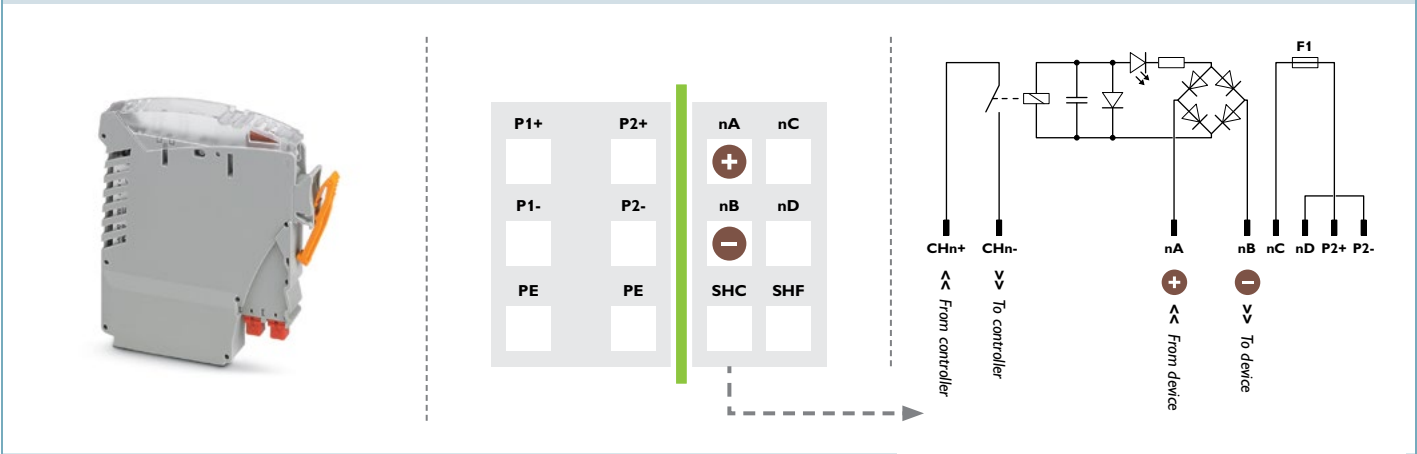 P1+ P2+ nA nC
+
P1- P2- nB nD
−
PE PE SHC SHF
F1
CHn+ CHn- nA nB nC nD P2+ P2-
+ −
<< From controller
>> To controller
<< From device
>> To device